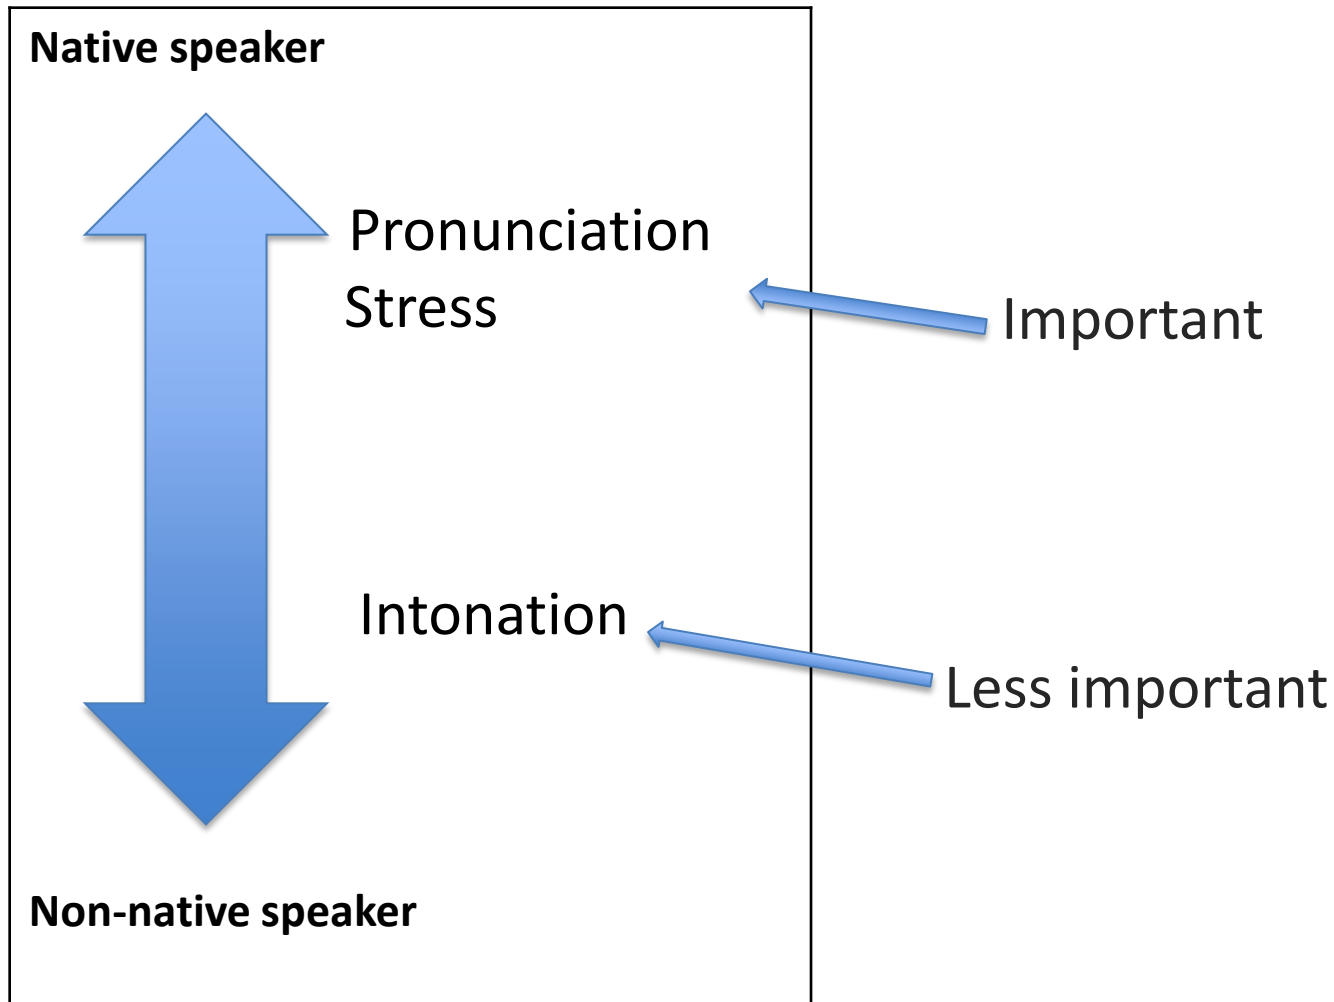 Native speaker
Pronunciation
Stress
Important
Intonation
Less important
Non-native speaker